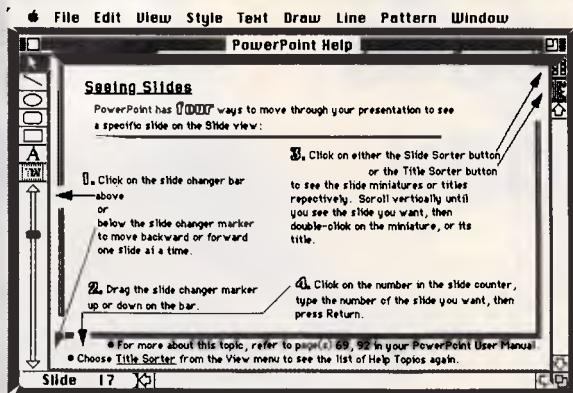 File Edit View Style Text Draw Line Pattern Window
PowerPoint Help
Seeing Slides
PowerPoint has four ways to move through your presentation to see
a specific slide on the Slide view:
1. Click on the slide changer bar
above
or
below the slide changer marker
to move backward or forward
one slide at a time.
2. Drag the slide changer marker
up or down on the bar.
3. Click on either the Slide Sorter button
or the Title Sorter button
to see the slide miniatures or titles
repectively. Scroll vertically until
you see the slide you want, then
double-click on the miniature, or its
title.
4. Click on the number in the slide counter,
type the number of the slide you want, then
press Return.
• For more about this topic, refer to page(s) 69, 92 in your PowerPoint User Manual.
• Choose Title Sorter from the View menu to see the list of Help Topics again.
A
Slide 17